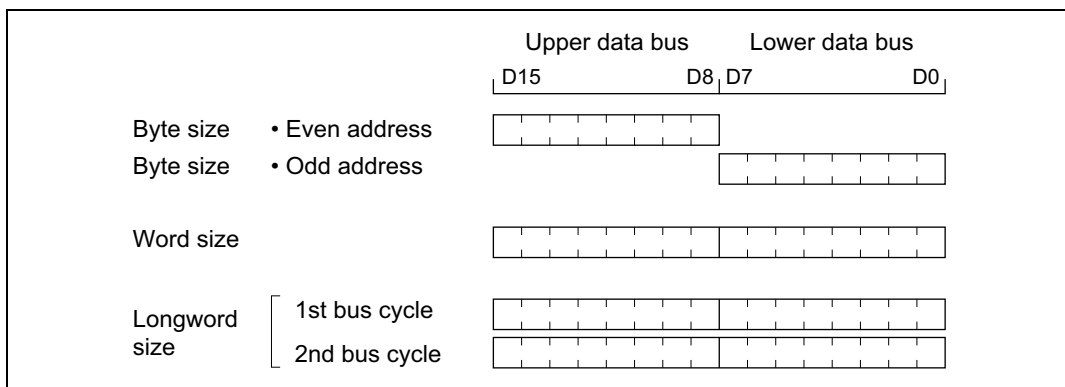 Upper data bus Lower data bus
D15 D8 D7 D0
Byte size • Even address
Byte size • Odd address
Word size
Longword size
1st bus cycle
2nd bus cycle